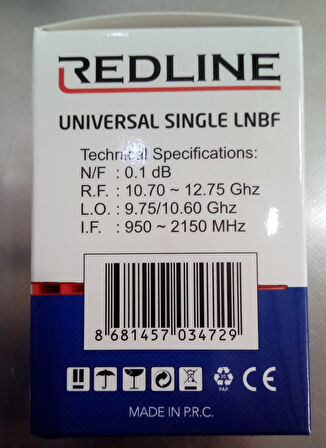 REDLINE
UNIVERSAL SINGLE LNBF
Technical Specifications:
N/F : 0.1 dB
R.F. : 10.70 ~ 12.75 Ghz
L.O. : 9.75/10.60 Ghz
I.F. : 950 ~ 2150 MHz
8 681457 034729
PAP
CE
MADE IN P.R.C.